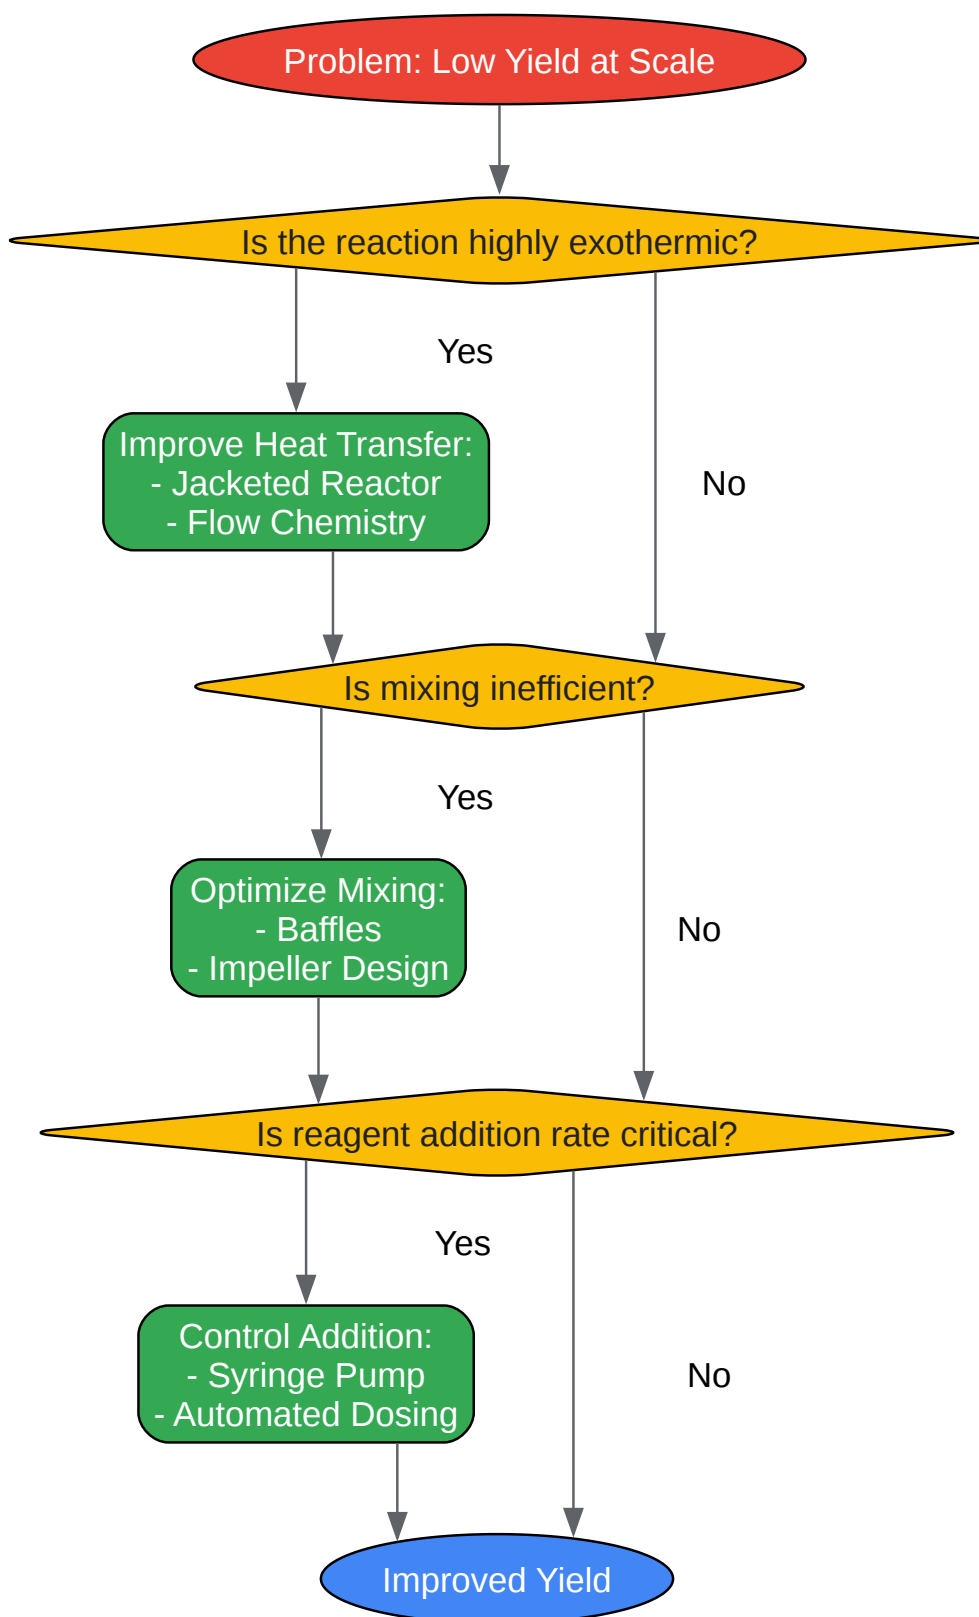 Problem: Low Yield at Scale
Is the reaction highly exothermic?
Yes
Improve Heat Transfer:
- Jacketed Reactor
- Flow Chemistry
No
Is mixing inefficient?
Yes
Optimize Mixing:
- Baffles
- Impeller Design
No
Is reagent addition rate critical?
Yes
Control Addition:
- Syringe Pump
- Automated Dosing
No
Improved Yield